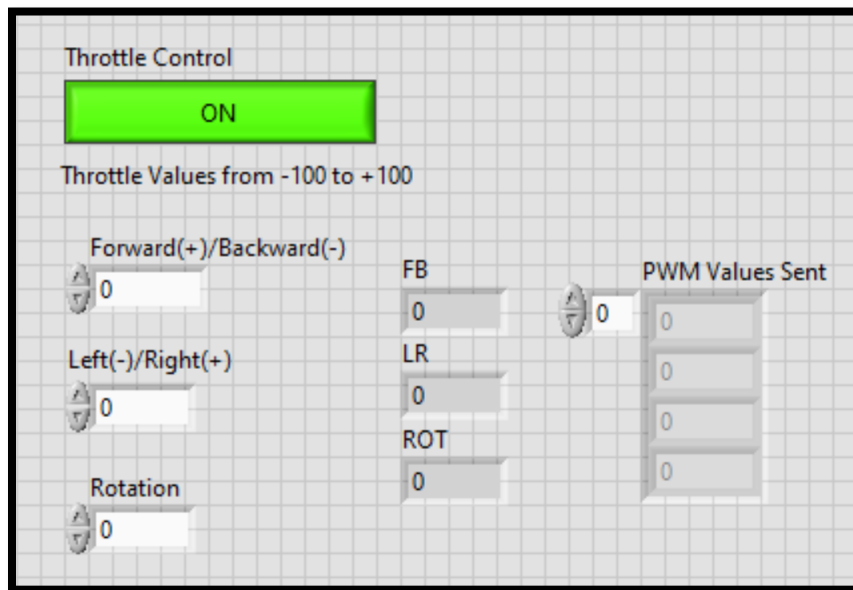 Throttle Control
ON
Throttle Values from -100 to +100
Forward(+)/Backward(-)
0
Left(-)/Right(+)
0
Rotation
0
FB
0
LR
0
ROT
0
PWM Values Sent
0
0
0
0
0